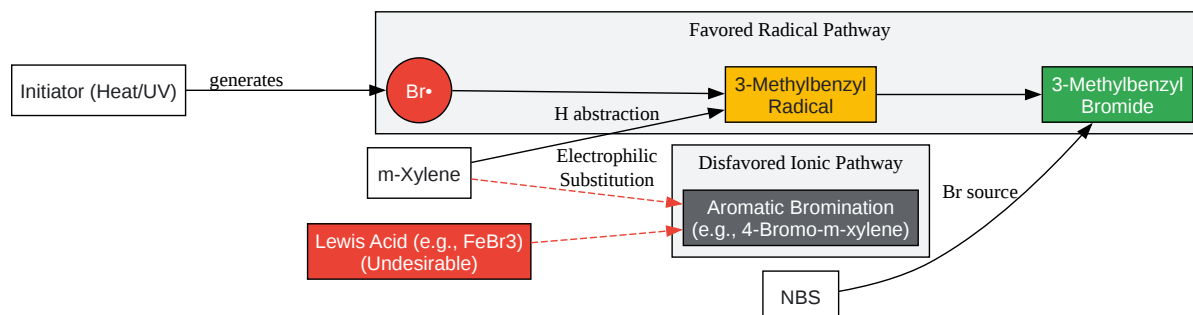 Favored Radical Pathway
Initiator (Heat/UV)
generates
Br•
3-Methylbenzyl
Radical
3-Methylbenzyl
Bromide
H abstraction
m-Xylene
Electrophilic
Substitution
Disfavored Ionic Pathway
Aromatic Bromination
(e.g., 4-Bromo-m-xylene)
Br source
Lewis Acid (e.g., FeBr3)
(Undesirable)
NBS